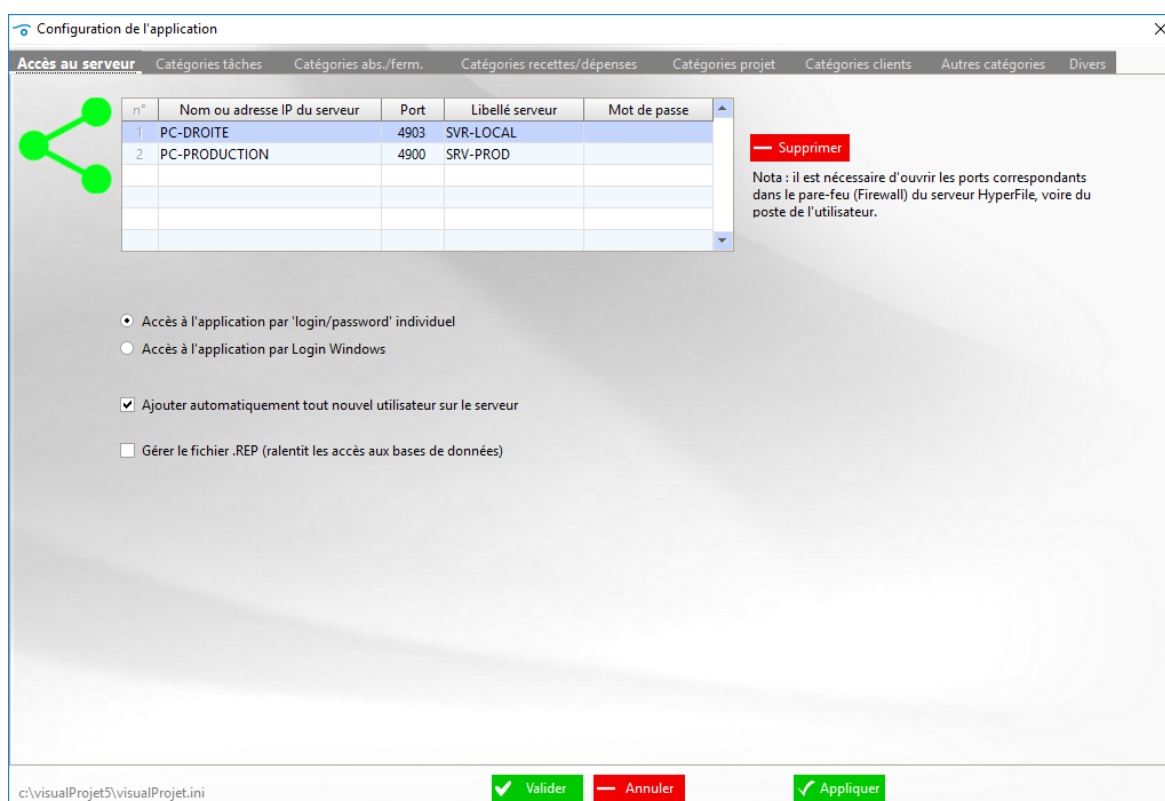 Configuration de l'application
Accès au serveur Catégories tâches Catégories abs./ferm. Catégories recettes/dépenses Catégories projet Catégories clients Autres catégories Divers
n° Nom ou adresse IP du serveur Port Libellé serveur Mot de passe
1 PC-DROITE 4903 SVR-LOCAL
2 PC-PRODUCTION 4900 SRV-PROD
Supprimer
Nota : il est nécessaire d'ouvrir les ports correspondants
dans le pare-feu (Firewall) du serveur HyperFile, voire du
poste de l'utilisateur.
Accès à l'application par 'login/password' individuel
Accès à l'application par Login Windows
Ajouter automatiquement tout nouvel utilisateur sur le serveur
Gérer le fichier .REP (ralentit les accès aux bases de données)
c:\visualProjet5\visualProjet.ini Valider Annuler Appliquer